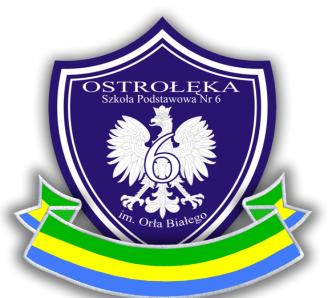 OSTROŁĘKA
Szkoła Podstawowa Nr 6
6
im. Orła Białego